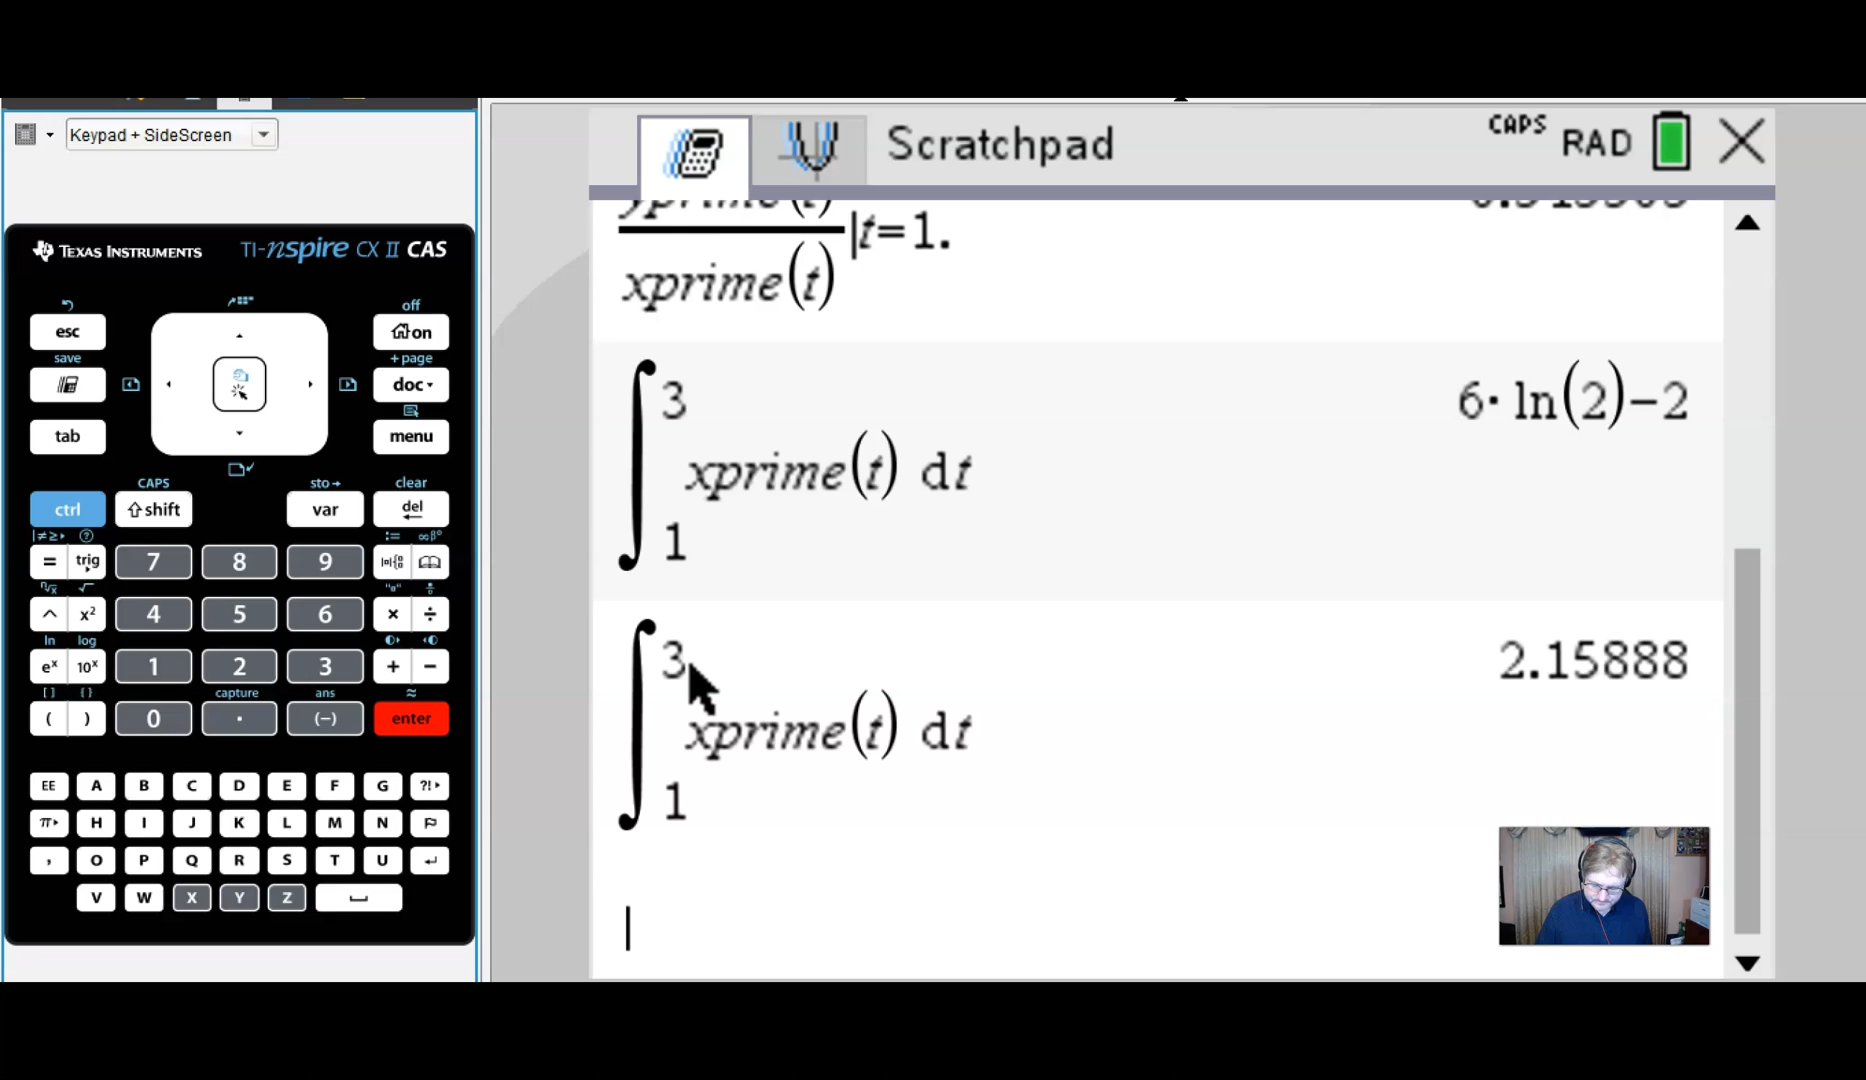 Keypad + SideScreen
Scratchpad
CAPS
RAD
yprime(t)
|t=1.
xprime(t)
3
6·ln(2)−2
∫ xprime(t) dt
1
3
2.15888
∫ xprime(t) dt
1
TEXAS INSTRUMENTS TI-nspire CX II CAS
off
esc
on
save
+ page
doc
tab
menu
CAPS
sto→
clear
ctrl
⇧shift
var
del
|≠≥▸ ? := ∞β°
= trig 7 8 9
ⁿ√x √ "□"
^ x² 4 5 6 × ÷
ln log
eˣ 10ˣ 1 2 3 + −
[ ] { } capture ans ≈
( ) 0 . (−) enter
EE A B C D E F G ?!▸
π▸ H I J K L M N
, O P Q R S T U ↵
V W X Y Z